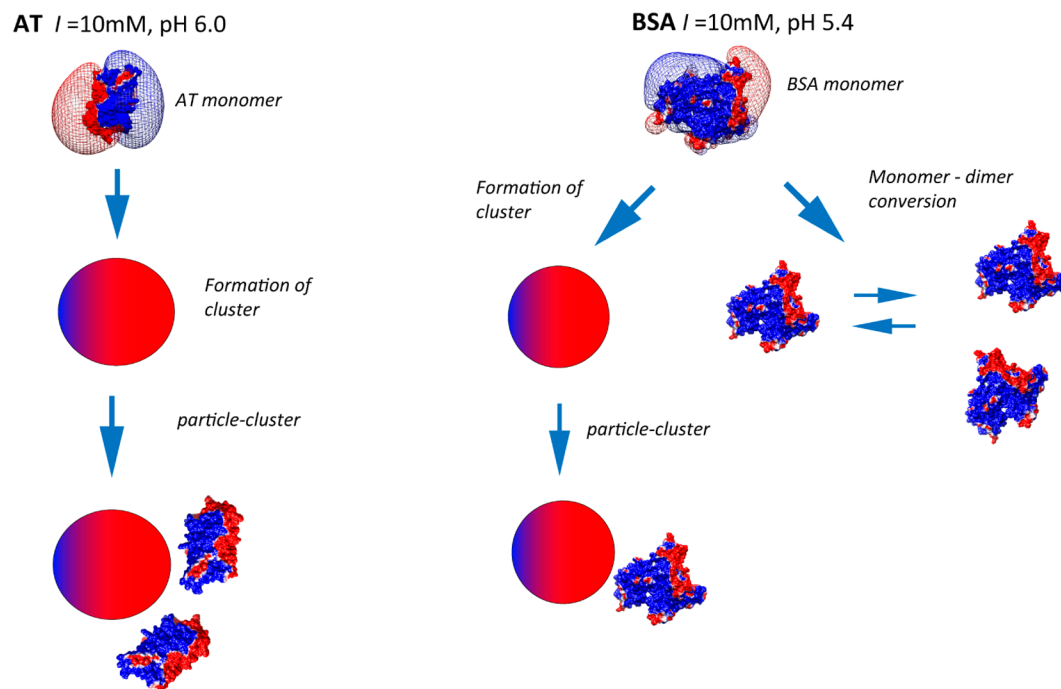 AT I =10mM, pH 6.0
AT monomer
Formation of
cluster
particle-cluster
BSA I =10mM, pH 5.4
BSA monomer
Formation of
cluster
Monomer - dimer
conversion
particle-cluster